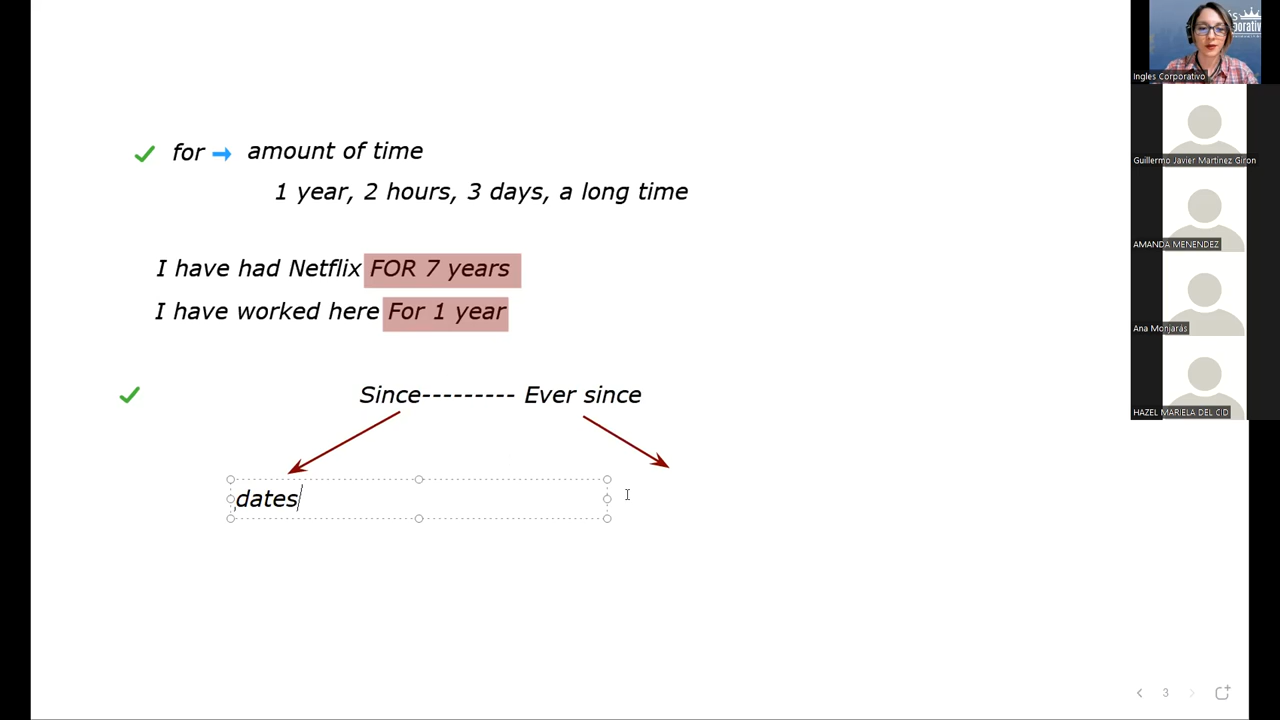 for → amount of time
1 year, 2 hours, 3 days, a long time
I have had Netflix FOR 7 years
I have worked here For 1 year
Since--------- Ever since
dates
Ingles Corporativo
Guillermo Javier Martinez Giron
AMANDA MENENDEZ
Ana Monjarás
HAZEL MARIELA DEL CID
3